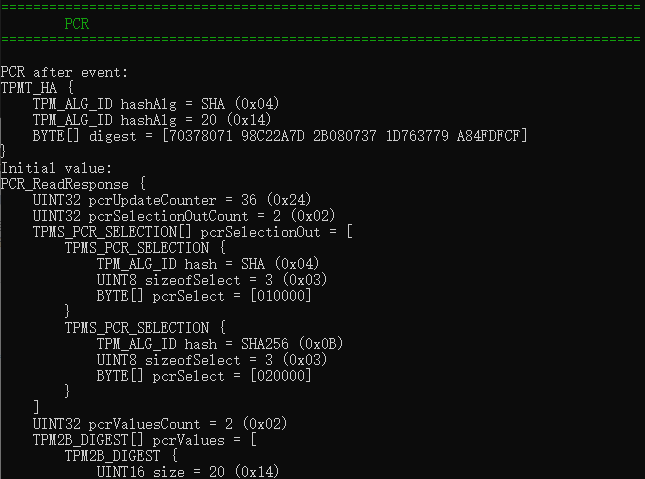 ================================================================================
        PCR
================================================================================

PCR after event:
TPMT_HA {
    TPM_ALG_ID hashAlg = SHA (0x04)
    TPM_ALG_ID hashAlg = 20 (0x14)
    BYTE[] digest = [70378071 98C22A7D 2B080737 1D763779 A84FDFCF]
}
Initial value:
PCR_ReadResponse {
    UINT32 pcrUpdateCounter = 36 (0x24)
    UINT32 pcrSelectionOutCount = 2 (0x02)
    TPMS_PCR_SELECTION[] pcrSelectionOut = [
        TPMS_PCR_SELECTION {
            TPM_ALG_ID hash = SHA (0x04)
            UINT8 sizeofSelect = 3 (0x03)
            BYTE[] pcrSelect = [010000]
        }
        TPMS_PCR_SELECTION {
            TPM_ALG_ID hash = SHA256 (0x0B)
            UINT8 sizeofSelect = 3 (0x03)
            BYTE[] pcrSelect = [020000]
        }
    ]
    UINT32 pcrValuesCount = 2 (0x02)
    TPM2B_DIGEST[] pcrValues = [
        TPM2B_DIGEST {
            UINT16 size = 20 (0x14)